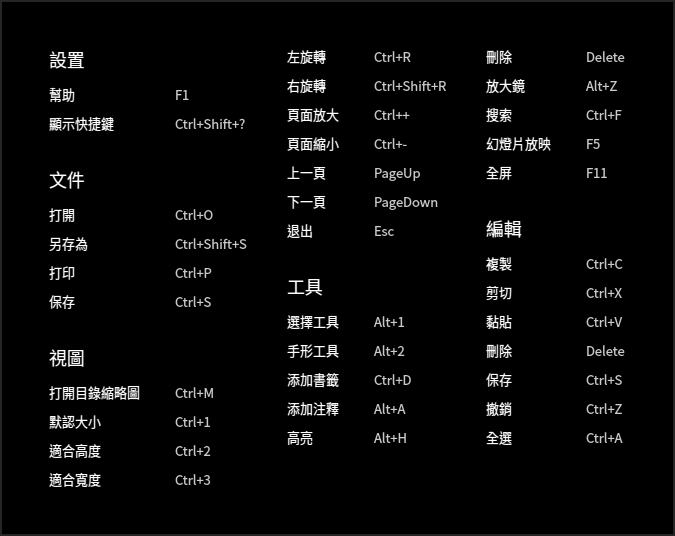 設置
幫助 F1
顯示快捷鍵 Ctrl+Shift+?
文件
打開 Ctrl+O
另存為 Ctrl+Shift+S
打印 Ctrl+P
保存 Ctrl+S
視圖
打開目錄縮略圖 Ctrl+M
默認大小 Ctrl+1
適合高度 Ctrl+2
適合寬度 Ctrl+3
左旋轉 Ctrl+R
右旋轉 Ctrl+Shift+R
頁面放大 Ctrl++
頁面縮小 Ctrl+-
上一頁 PageUp
下一頁 PageDown
退出 Esc
工具
選擇工具 Alt+1
手形工具 Alt+2
添加書籤 Ctrl+D
添加注釋 Alt+A
高亮 Alt+H
刪除 Delete
放大鏡 Alt+Z
搜索 Ctrl+F
幻燈片放映 F5
全屏 F11
編輯
複製 Ctrl+C
剪切 Ctrl+X
黏貼 Ctrl+V
刪除 Delete
保存 Ctrl+S
撤銷 Ctrl+Z
全選 Ctrl+A